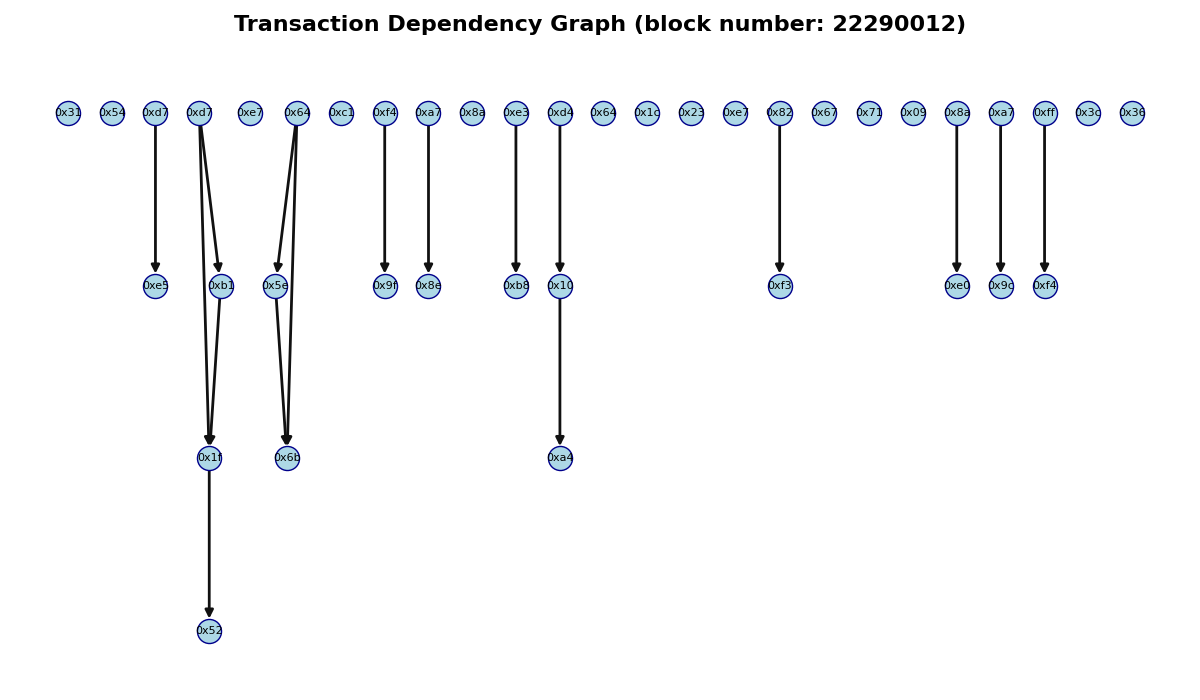 Transaction Dependency Graph (block number: 22290012)
0x31 0x54 0xd7 0xd7 0xe7 0x64 0xc1 0xf4 0xa7 0x8a 0xe3 0xd4 0x64 0x1c 0x23 0xe7 0x82 0x67 0x71 0x09 0x8a 0xa7 0xff 0x3c 0x36
0xe5 0xb1 0x5e 0x9f 0x8e 0xb8 0x10 0xf3 0xe0 0x9c 0xf4
0x1f 0x6b 0xa4
0x52